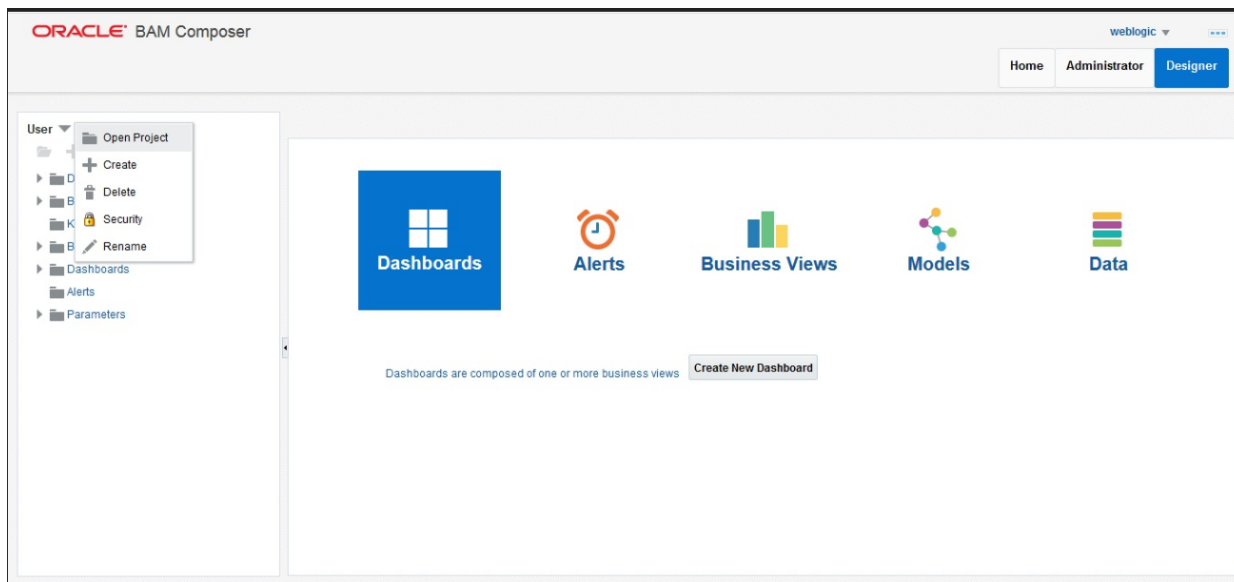 ORACLE BAM Composer
weblogic
Home Administrator Designer
User
Open Project
Create
Delete
Security
Rename
D
B
K
B
Dashboards
Alerts
Parameters
Dashboards Alerts Business Views Models Data
Dashboards are composed of one or more business views Create New Dashboard